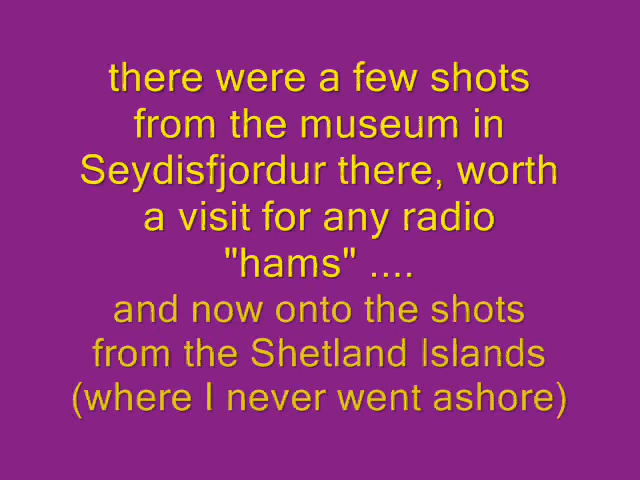 there were a few shots
from the museum in
Seydisfjordur there, worth
a visit for any radio
"hams" ....
and now onto the shots
from the Shetland Islands
(where I never went ashore)